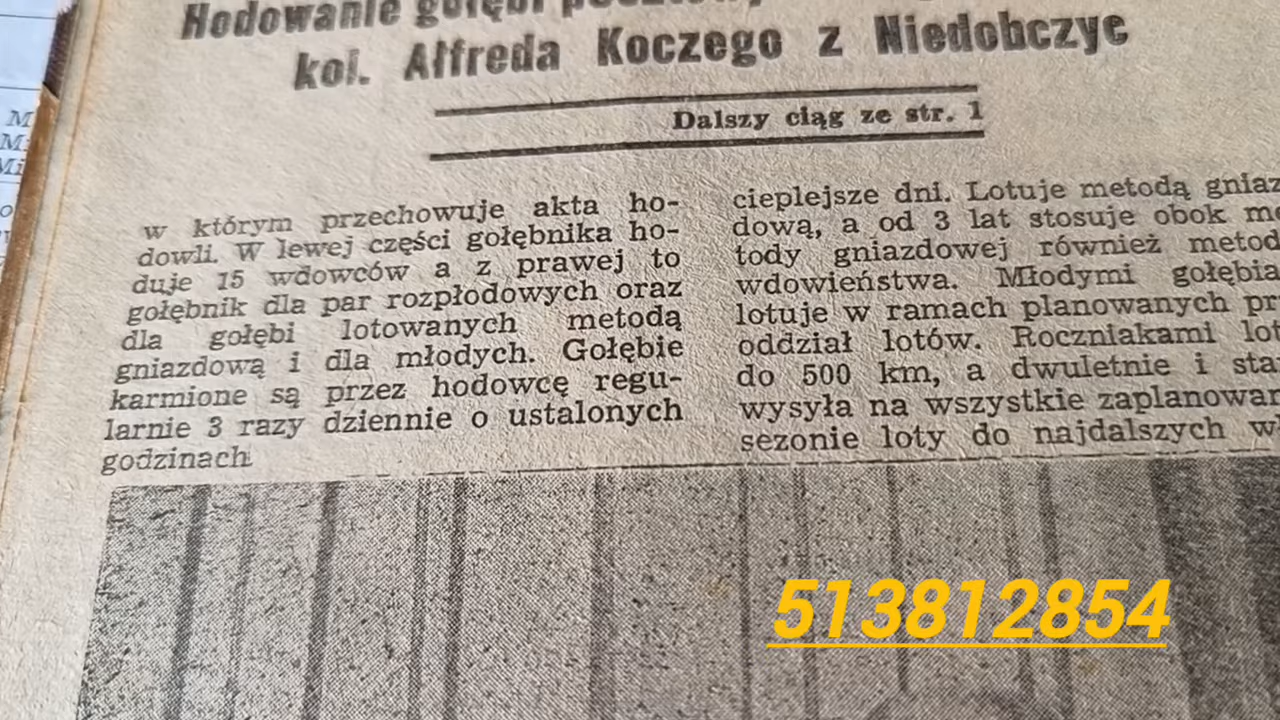 Hodowanie gołębi
kol. Alfreda Koczego z Niedobczyc
Dalszy ciąg ze str. 1
w którym przechowuje akta ho-
dowli. W lewej części gołębnika ho-
duje 15 wdowców a z prawej to
gołębnik dla par rozpłodowych oraz
dla gołębi lotowanych metodą
gniazdową i dla młodych. Gołębie
karmione są przez hodowcę regu-
larnie 3 razy dziennie o ustalonych
godzinach
cieplejsze dni. Lotuje metodą gniaz
dową, a od 3 lat stosuje obok m
tody gniazdowej również metod
wdowieństwa. Młodymi gołębia
lotuje w ramach planowanych pr
oddział lotów. Roczniakami lot
do 500 km, a dwuletnie i sta
wysyła na wszystkie zaplanowan
sezonie loty do najdalszych w
513812854